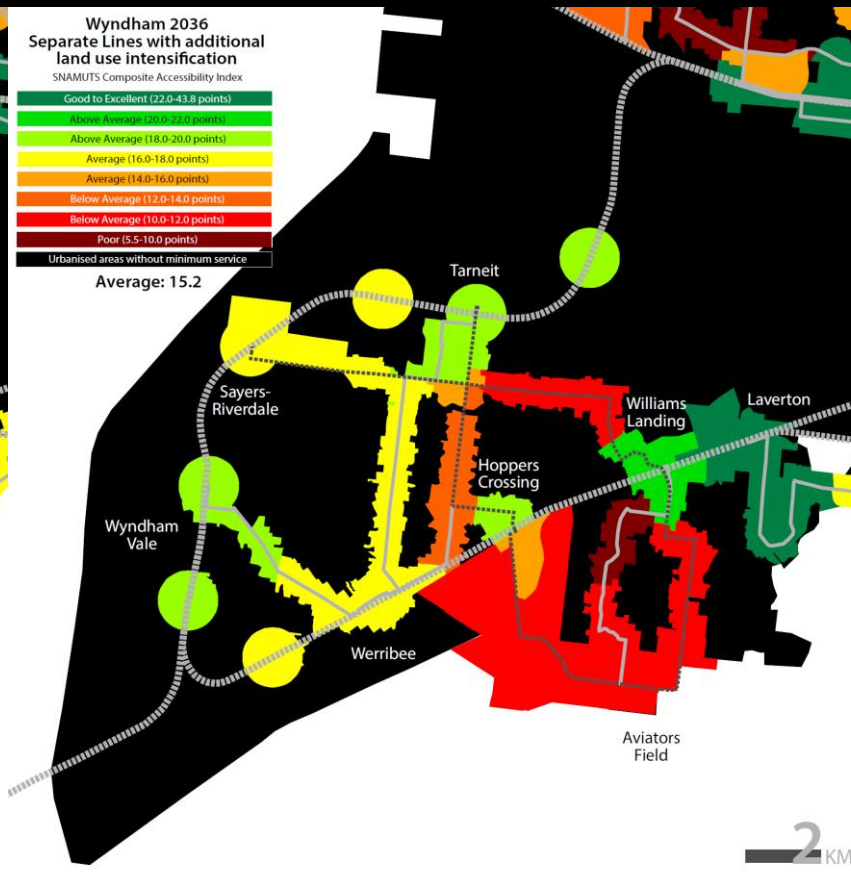 Wyndham 2036
Separate Lines with additional
land use intensification
SNAMUTS Composite Accessibility Index
Good to Excellent (22.0-43.8 points)
Above Average (20.0-22.0 points)
Above Average (18.0-20.0 points)
Average (16.0-18.0 points)
Average (14.0-16.0 points)
Below Average (12.0-14.0 points)
Below Average (10.0-12.0 points)
Poor (5.5-10.0 points)
Urbanised areas without minimum service
Average: 15.2
Tarneit
Sayers-
Riverdale
Williams
Landing
Laverton
Hoppers
Crossing
Wyndham
Vale
Werribee
Aviators
Field
2 KM